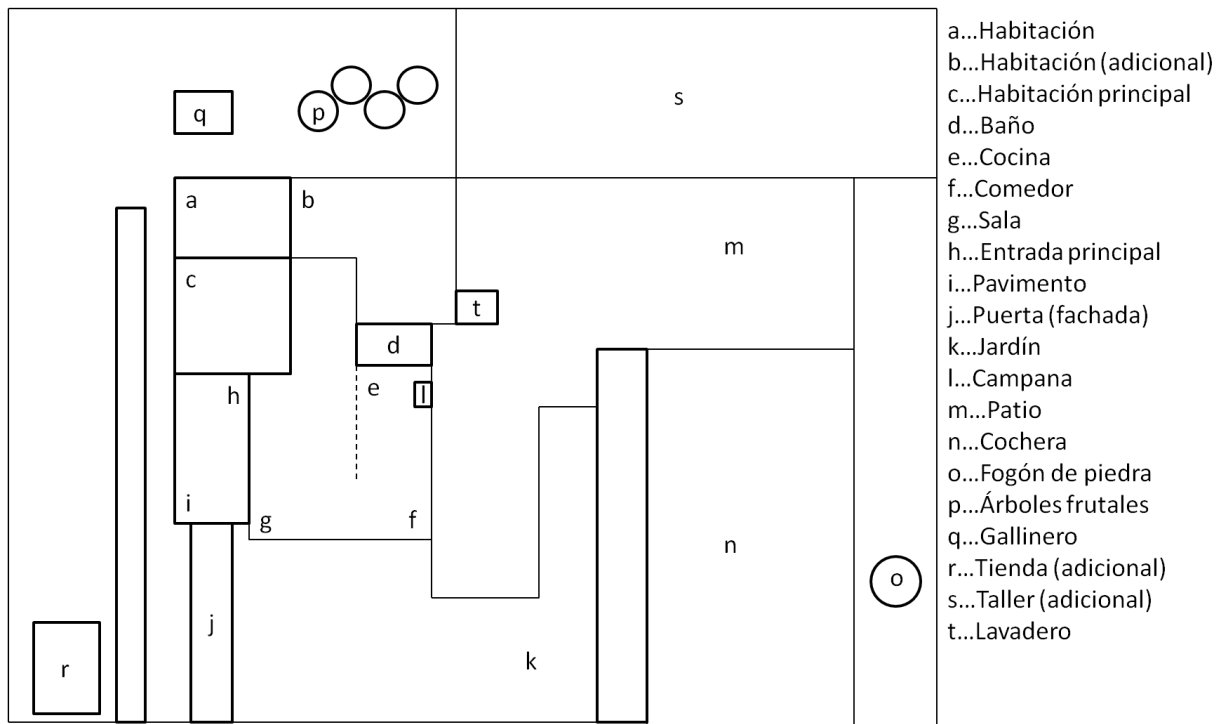 q
p
s
a
b
m
c
t
d
h
e
l
i
g
f
n
o
j
r
k
a...Habitación
b...Habitación (adicional)
c...Habitación principal
d...Baño
e...Cocina
f...Comedor
g...Sala
h...Entrada principal
i...Pavimento
j...Puerta (fachada)
k...Jardín
l...Campana
m...Patio
n...Cochera
o...Fogón de piedra
p...Árboles frutales
q...Gallinero
r...Tienda (adicional)
s...Taller (adicional)
t...Lavadero